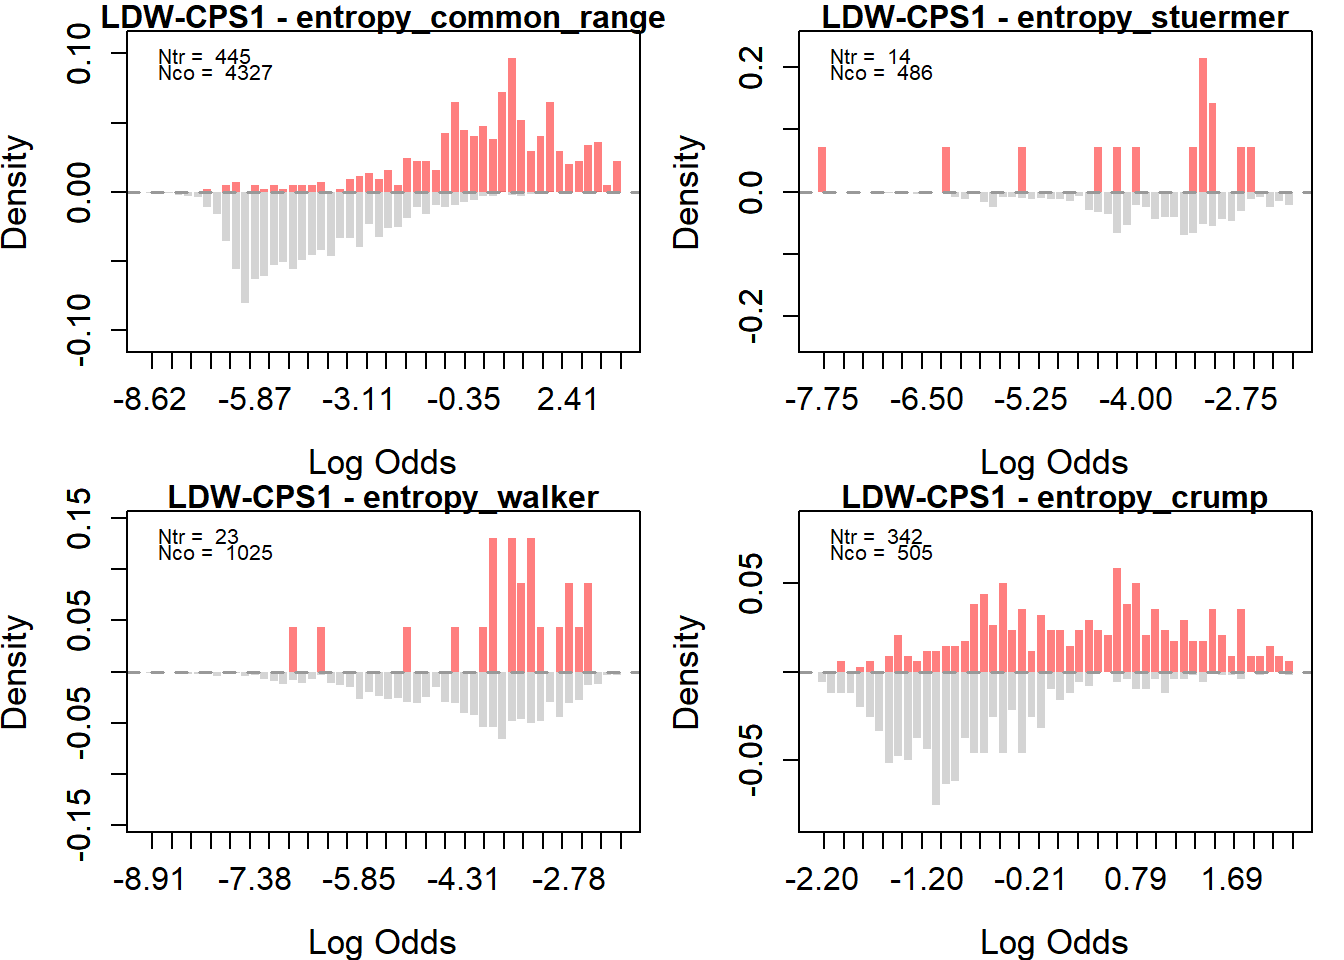 LDW-CPS1 - entropy_common_range
Ntr = 445
Nco = 4327
Density
0.10
0.00
-0.10
-8.62 -5.87 -3.11 -0.35 2.41
Log Odds
LDW-CPS1 - entropy_stuermer
Ntr = 14
Nco = 486
Density
0.2
0.0
-0.2
-7.75 -6.50 -5.25 -4.00 -2.75
Log Odds
LDW-CPS1 - entropy_walker
Ntr = 23
Nco = 1025
Density
0.15
0.05
-0.05
-0.15
-8.91 -7.38 -5.85 -4.31 -2.78
Log Odds
LDW-CPS1 - entropy_crump
Ntr = 342
Nco = 505
Density
0.05
-0.05
-2.20 -1.20 -0.21 0.79 1.69
Log Odds